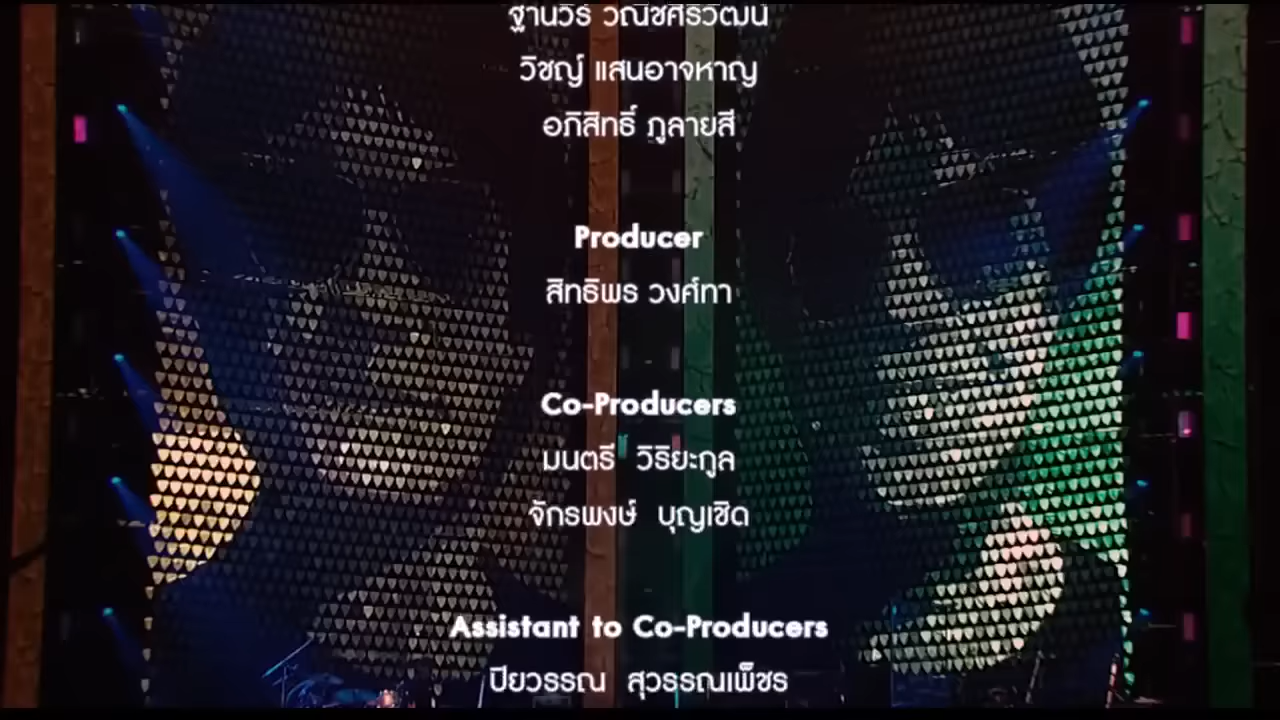 ฐานวีร์ วณิชศิริวัฒน์
วิชญ์ แสนอาจหาญ
อภิสิทธิ์ ภูลายสี
Producer
สิทธิพร วงศ์ทา
Co-Producers
มนตรี วิริยะกูล
จักรพงษ์ บุญเชิด
Assistant to Co-Producers
ปิยวรรณ สุวรรณเพ็ชร